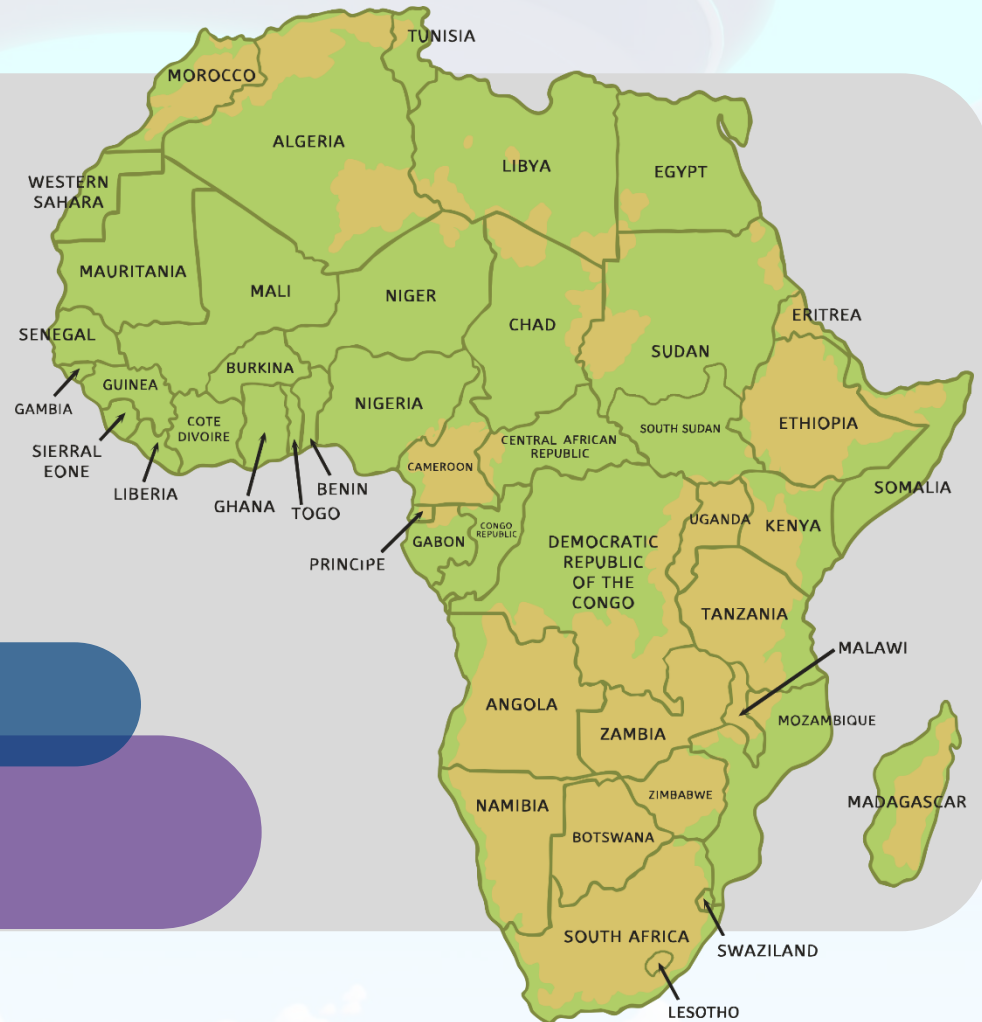 TUNISIA
MOROCCO
ALGERIA
LIBYA
EGYPT
WESTERN
SAHARA
MAURITANIA
MALI
NIGER
CHAD
SUDAN
ERITREA
SENEGAL
GAMBIA
GUINEA
BURKINA
NIGERIA
SIERRAL
EONE
COTE
DIVOIRE
LIBERIA
GHANA
TOGO
BENIN
CAMEROON
CENTRAL AFRICAN
REPUBLIC
SOUTH SUDAN
ETHIOPIA
SOMALIA
PRINCIPE
GABON
CONGO
REPUBLIC
DEMOCRATIC
REPUBLIC
OF THE
CONGO
UGANDA
KENYA
TANZANIA
MALAWI
ANGOLA
ZAMBIA
MOZAMBIQUE
NAMIBIA
ZIMBABWE
MADAGASCAR
BOTSWANA
SOUTH AFRICA
SWAZILAND
LESOTHO